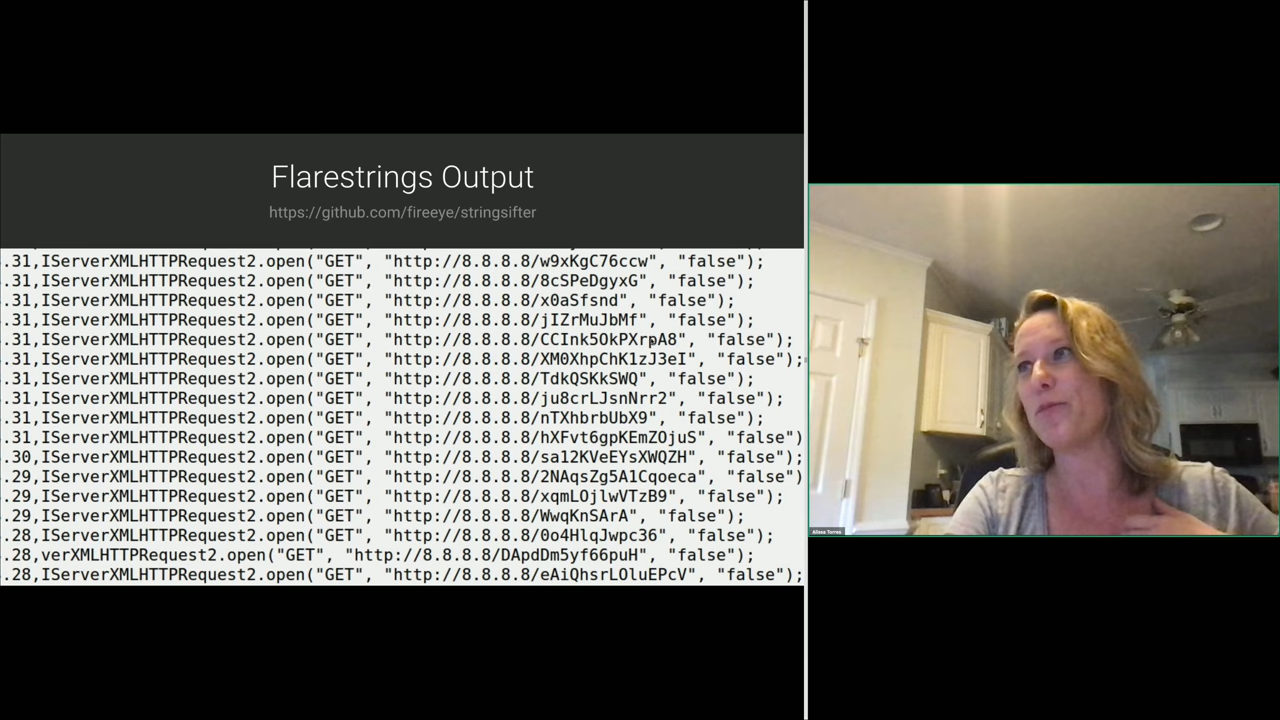 Flarestrings Output
https://github.com/fireeye/stringsifter
.31,IServerXMLHTTPRequest2.open("GET", "http://8.8.8.8/w9xKgC76ccw", "false");
.31,IServerXMLHTTPRequest2.open("GET", "http://8.8.8.8/8cSPeDgyxG", "false");
.31,IServerXMLHTTPRequest2.open("GET", "http://8.8.8.8/x0aSfsnd", "false");
.31,IServerXMLHTTPRequest2.open("GET", "http://8.8.8.8/jIZrMuJbMf", "false");
.31,IServerXMLHTTPRequest2.open("GET", "http://8.8.8.8/CCInk5OkPXrpA8", "false");
.31,IServerXMLHTTPRequest2.open("GET", "http://8.8.8.8/XM0XhpChK1zJ3eI", "false");
.31,IServerXMLHTTPRequest2.open("GET", "http://8.8.8.8/TdkQSKkSWQ", "false");
.31,IServerXMLHTTPRequest2.open("GET", "http://8.8.8.8/ju8crLJsnNrr2", "false");
.31,IServerXMLHTTPRequest2.open("GET", "http://8.8.8.8/nTXhbrbUbX9", "false");
.31,IServerXMLHTTPRequest2.open("GET", "http://8.8.8.8/hXFvt6gpKEmZOjuS", "false")
.30,IServerXMLHTTPRequest2.open("GET", "http://8.8.8.8/sa12KVeEYsXWQZH", "false");
.29,IServerXMLHTTPRequest2.open("GET", "http://8.8.8.8/2NAqsZg5A1Cqoeca", "false")
.29,IServerXMLHTTPRequest2.open("GET", "http://8.8.8.8/xqmLOjlwVTzB9", "false");
.29,IServerXMLHTTPRequest2.open("GET", "http://8.8.8.8/WwqKnSArA", "false");
.28,IServerXMLHTTPRequest2.open("GET", "http://8.8.8.8/0o4HlqJwpc36", "false");
.28,verXMLHTTPRequest2.open("GET", "http://8.8.8.8/DApdDm5yf66puH", "false");
.28,IServerXMLHTTPRequest2.open("GET", "http://8.8.8.8/eAiQhsrLOluEPcV", "false");
Alissa Torres